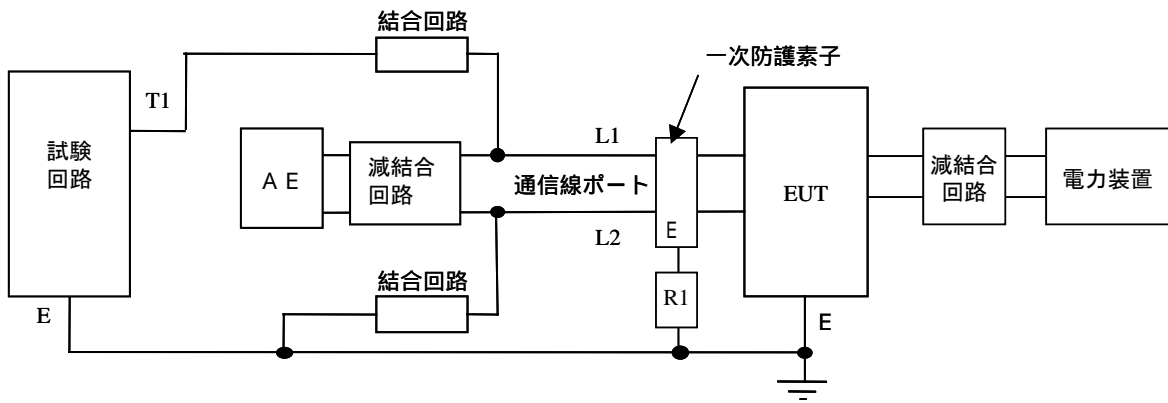 結合回路
一次防護素子
T1
試験
回路
L1
ＡＥ
減結合
回路
通信線ポート
EUT
減結合
回路
電力装置
L2
E
結合回路
R1
E
E